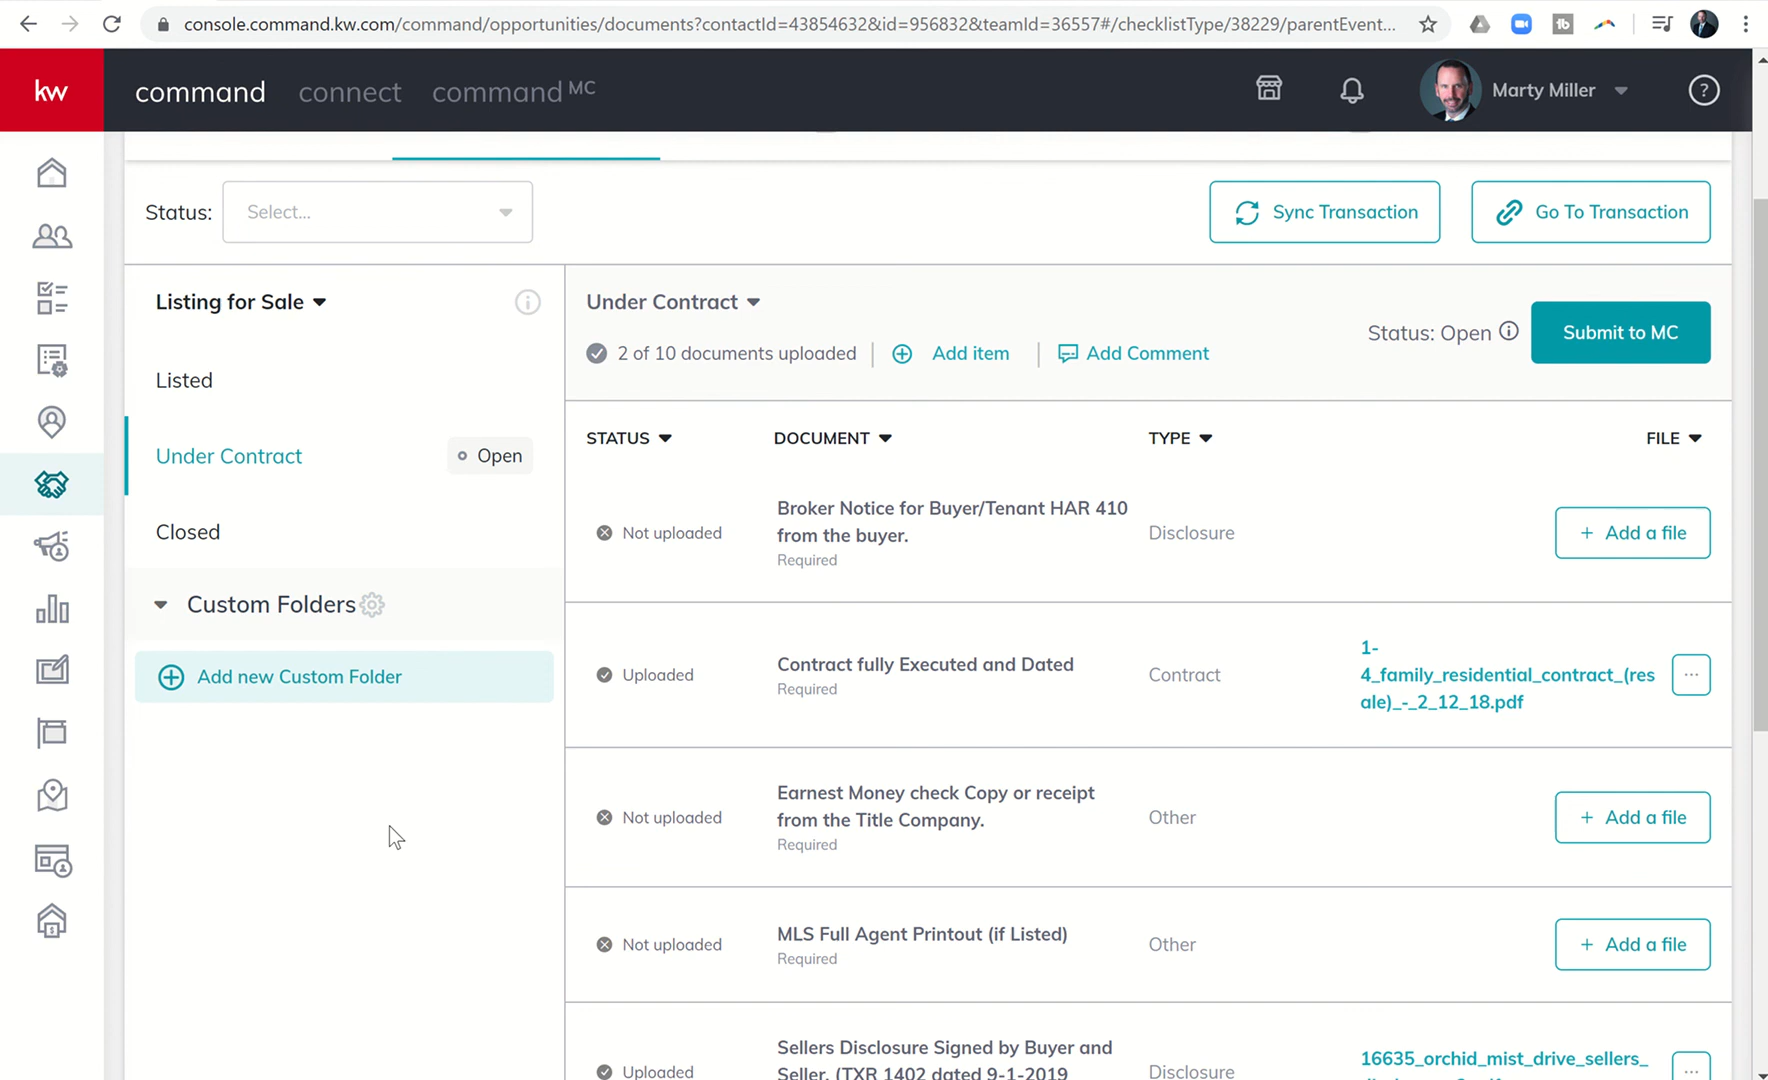 console.command.kw.com/command/opportunities/documents?contactId=43854632&id=956832&teamId=36557#/checklistType/38229/parentEvent...
kw
command connect command MC
Marty Miller
?
Status: Select...
Sync Transaction
Go To Transaction
Listing for Sale
Listed
Under Contract Open
Closed
Custom Folders
Add new Custom Folder
Under Contract
2 of 10 documents uploaded
Add item
Add Comment
Status: Open
Submit to MC
STATUS DOCUMENT TYPE FILE
Not uploaded
Broker Notice for Buyer/Tenant HAR 410
from the buyer.
Required
Disclosure
+ Add a file
Uploaded
Contract fully Executed and Dated
Required
Contract
1-
4_family_residential_contract_(res
ale)_-_2_12_18.pdf
...
Not uploaded
Earnest Money check Copy or receipt
from the Title Company.
Required
Other
+ Add a file
Not uploaded
MLS Full Agent Printout (if Listed)
Required
Other
+ Add a file
Uploaded
Sellers Disclosure Signed by Buyer and
Seller. (TXR 1402 dated 9-1-2019
Disclosure
16635_orchid_mist_drive_sellers_
...